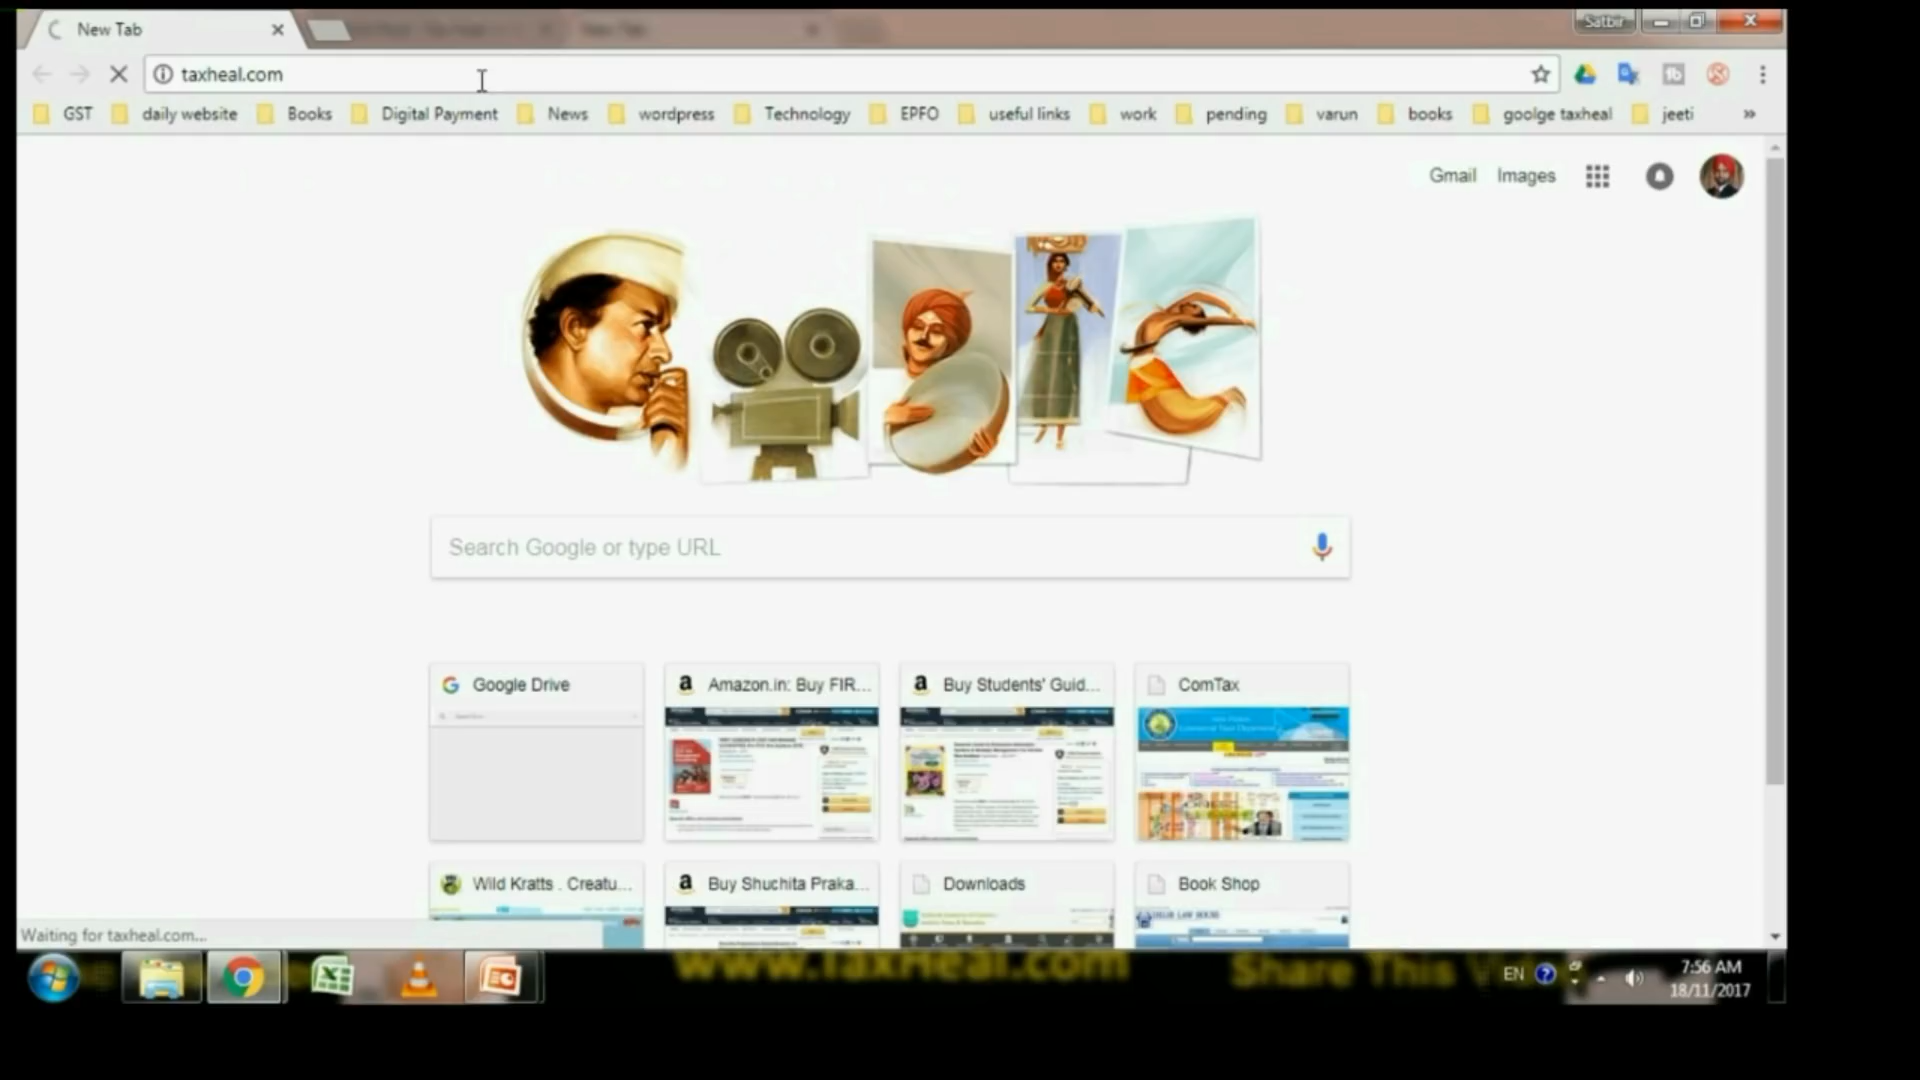 New Tab
Satbir
taxheal.com
GST daily website Books Digital Payment News wordpress Technology EPFO useful links work pending varun books goolge taxheal jeeti »
Gmail Images
Search Google or type URL
Google Drive Amazon.in: Buy FIR... Buy Students' Guid... ComTax
Wild Kratts . Creatu... Buy Shuchita Praka... Downloads Book Shop
Waiting for taxheal.com...
www.TaxHeal.com Share This
EN
7:56 AM
18/11/2017